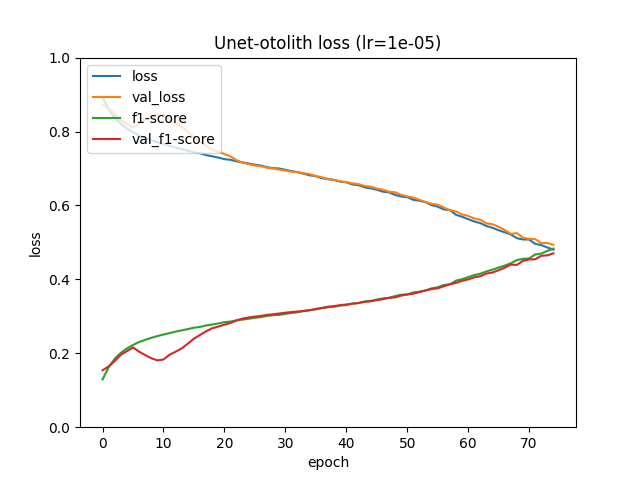 Unet-otolith loss (lr=1e-05)
loss
val_loss
f1-score
val_f1-score
1.0
0.8
0.6
0.4
0.2
0.0
loss
0 10 20 30 40 50 60 70
epoch